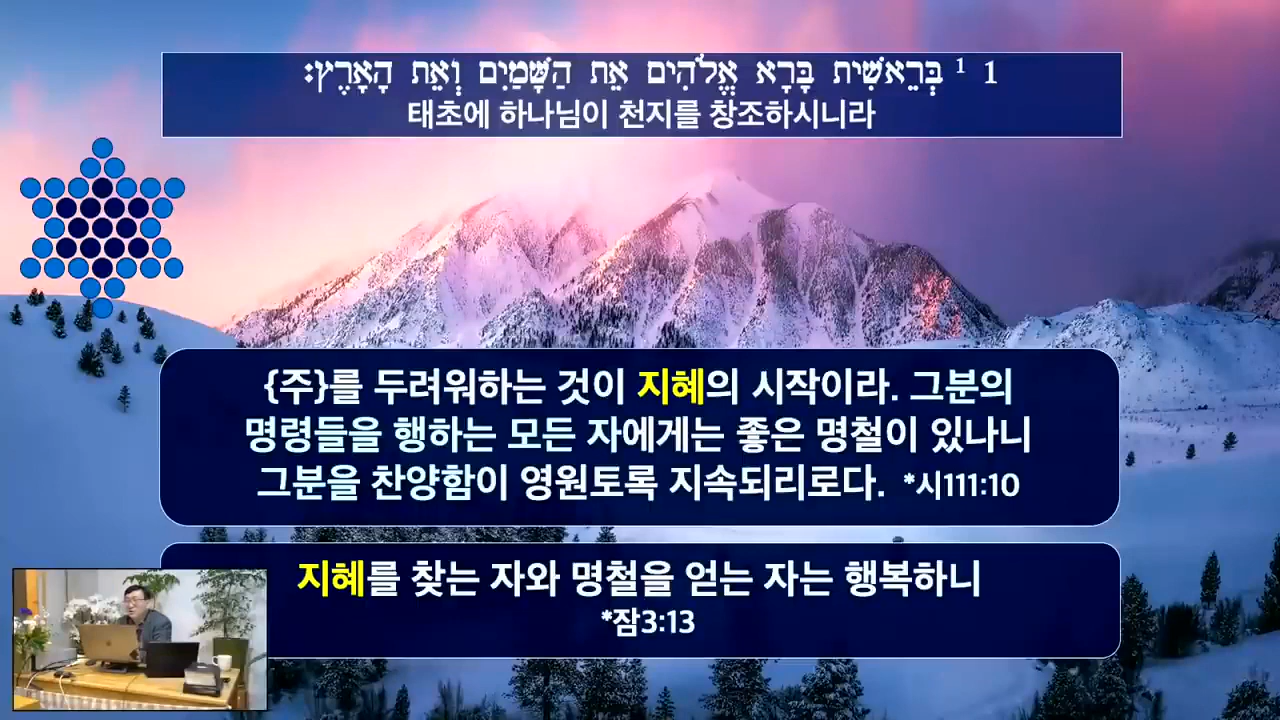 1 ¹ בְּרֵאשִׁית בָּרָא אֱלֹהִים אֵת הַשָּׁמַיִם וְאֵת הָאָרֶץ׃
태초에 하나님이 천지를 창조하시니라
{주}를 두려워하는 것이 지혜의 시작이라. 그분의
명령들을 행하는 모든 자에게는 좋은 명철이 있나니
그분을 찬양함이 영원토록 지속되리로다. *시111:10
지혜를 찾는 자와 명철을 얻는 자는 행복하니
*잠3:13